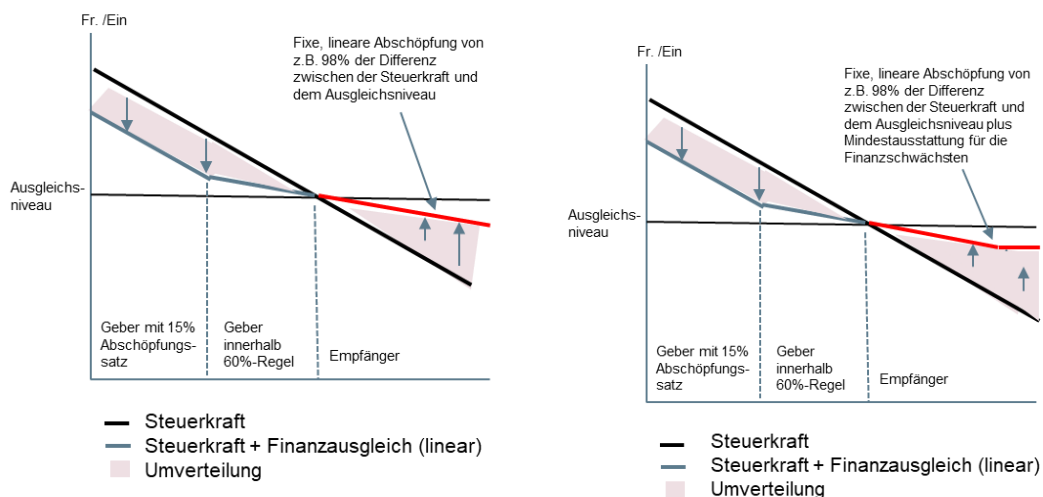 Fr. /Ein
Fixe, lineare Abschöpfung von
z.B. 98% der Differenz
zwischen der Steuerkraft und
dem Ausgleichsniveau
Ausgleichs-
niveau
Geber mit 15%
Abschöpfungs-
satz
Geber
innerhalb
60%-Regel
Empfänger
Steuerkraft
Steuerkraft + Finanzausgleich (linear)
Umverteilung
Fr. /Ein
Fixe, lineare Abschöpfung von
z.B. 98% der Differenz
zwischen der Steuerkraft und
dem Ausgleichsniveau plus
Mindestausstattung für die
Finanzschwächsten
Ausgleichs-
niveau
Geber mit 15%
Abschöpfungs-
satz
Geber
innerhalb
60%-Regel
Empfänger
Steuerkraft
Steuerkraft + Finanzausgleich (linear)
Umverteilung